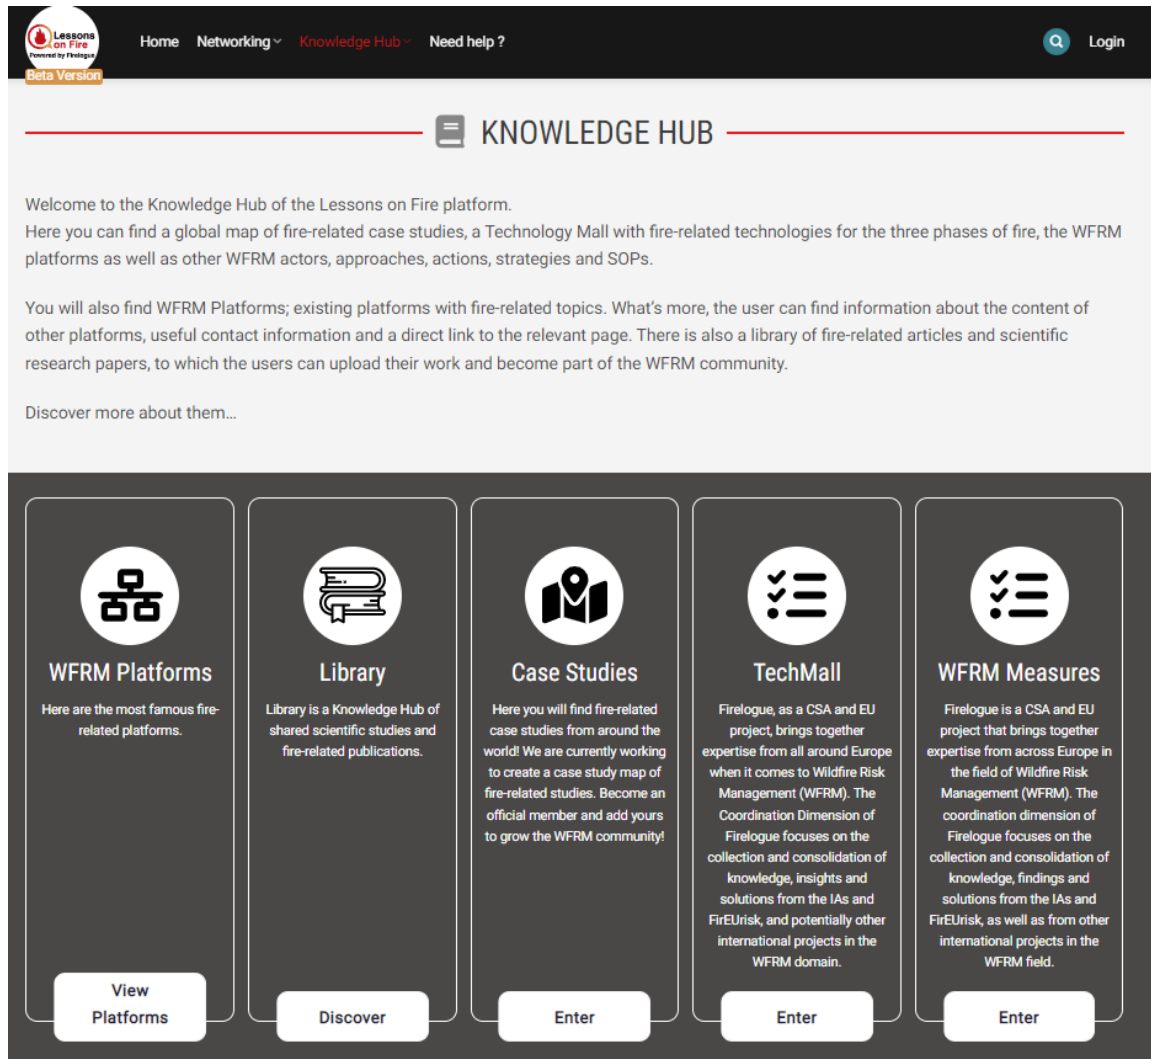 Lessons
on Fire
Powered by Firelogue
Beta Version
Home Networking Knowledge Hub Need help ? Login
KNOWLEDGE HUB
Welcome to the Knowledge Hub of the Lessons on Fire platform.
Here you can find a global map of fire-related case studies, a Technology Mall with fire-related technologies for the three phases of fire, the WFRM
platforms as well as other WFRM actors, approaches, actions, strategies and SOPs.
You will also find WFRM Platforms; existing platforms with fire-related topics. What's more, the user can find information about the content of
other platforms, useful contact information and a direct link to the relevant page. There is also a library of fire-related articles and scientific
research papers, to which the users can upload their work and become part of the WFRM community.
Discover more about them...
WFRM Platforms
Here are the most famous fire-
related platforms.
View
Platforms
Library
Library is a Knowledge Hub of
shared scientific studies and
fire-related publications.
Discover
Case Studies
Here you will find fire-related
case studies from around the
world! We are currently working
to create a case study map of
fire-related studies. Become an
official member and add yours
to grow the WFRM community!
Enter
TechMall
Firelogue, as a CSA and EU
project, brings together
expertise from all around Europe
when it comes to Wildfire Risk
Management (WFRM). The
Coordination Dimension of
Firelogue focuses on the
collection and consolidation of
knowledge, insights and
solutions from the IAs and
FirEUrisk, and potentially other
international projects in the
WFRM domain.
Enter
WFRM Measures
Firelogue is a CSA and EU
project that brings together
expertise from across Europe in
the field of Wildfire Risk
Management (WFRM). The
coordination dimension of
Firelogue focuses on the
collection and consolidation of
knowledge, findings and
solutions from the IAs and
FirEUrisk, as well as from other
international projects in the
WFRM field.
Enter